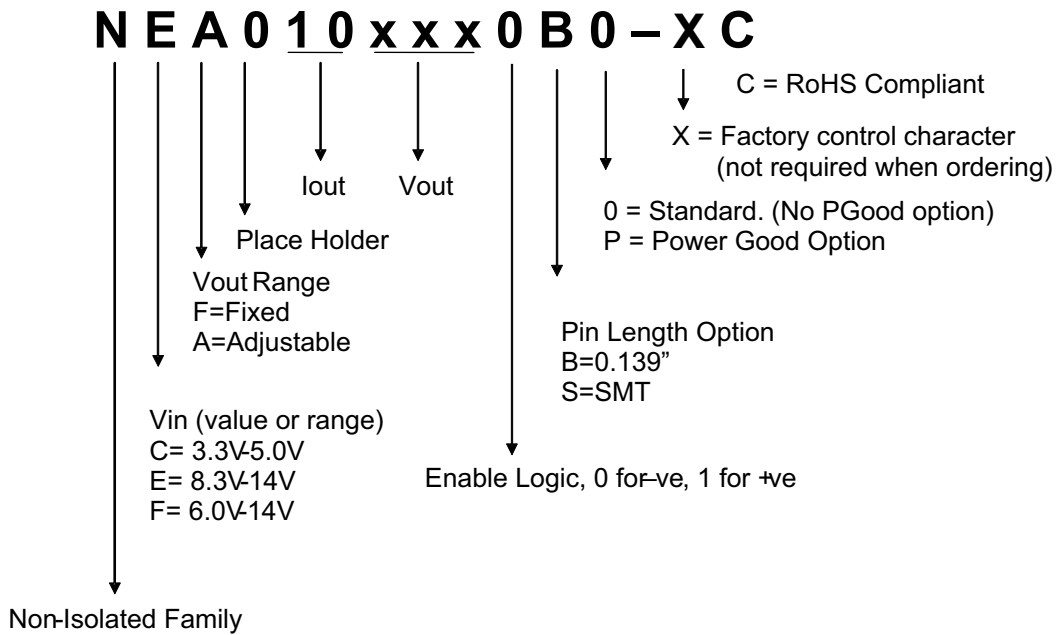 N E A 0 1 0 x x x 0 B 0 – X C
C = RoHS Compliant
X = Factory control character
(not required when ordering)
Iout
Vout
0 = Standard. (No PGood option)
P = Power Good Option
Place Holder
Vout Range
F=Fixed
A=Adjustable
Pin Length Option
B=0.139”
S=SMT
Vin (value or range)
C= 3.3V-5.0V
E= 8.3V-14V
F= 6.0V-14V
Enable Logic, 0 for–ve, 1 for +ve
Non-Isolated Family